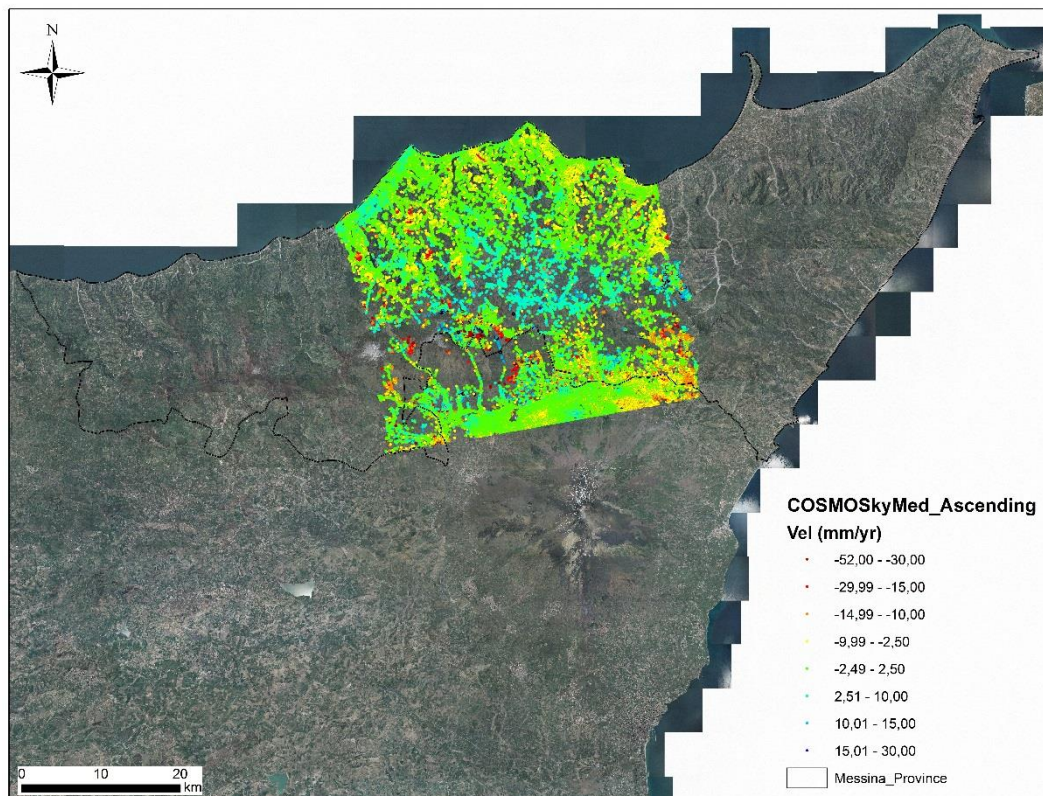 N
COSMOSkyMed_Ascending
Vel (mm/yr)
-52,00 - -30,00
-29,99 - -15,00
-14,99 - -10,00
-9,99 - -2,50
-2,49 - 2,50
2,51 - 10,00
10,01 - 15,00
15,01 - 30,00
Messina_Province
0 10 20
km